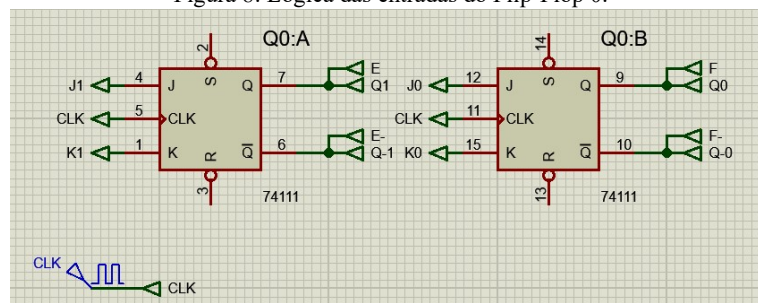 Figura 8: Lógica das entradas do Flip-Flop 0.
Q0:A
2
J1 4 J S Q 7 E
Q1
CLK 5 CLK
K1 1 K R Q 6 E-
Q-1
3
74111
Q0:B
14
J0 12 J S Q 9 F
Q0
CLK 11 CLK
K0 15 K R Q 10 F-
Q-0
13
74111
CLK
CLK